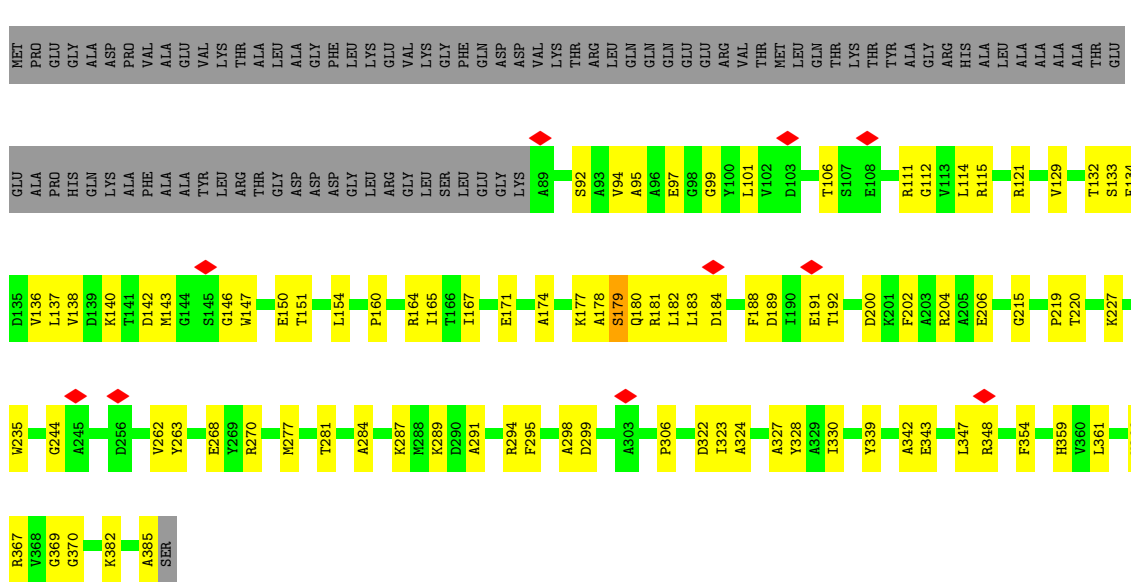 MET PRO GLU GLY ALA ASP PRO VAL ALA GLU VAL LYS THR ALA LEU ALA GLY PHE LEU LYS GLU VAL LYS GLY PHE GLN ASP ASP VAL LYS THR ARG LEU GLN GLN GLN GLU GLU ARG VAL THR MET LEU GLN THR LYS THR TYR ALA GLY ARG HIS ALA LEU ALA ALA ALA ALA THR GLU
GLU ALA PRO HIS GLN LYS ALA PHE ALA ALA TYR LEU ARG THR GLY ASP ASP ASP GLY LEU ARG GLY LEU SER LEU GLU GLY LYS A89 S92 A93 V94 A95 A96 E97 G98 G99 Y100 L101 V102 D103 T106 S107 E108 R111 G112 V113 L114 R115 R121 V129 T132 S133 E134
D135 V136 L137 V138 D139 K140 T141 D142 M143 G144 S145 G146 W147 E150 T151 L154 P160 R164 I165 T166 I167 E171 A174 K177 A178 S179 Q180 R181 L182 L183 D184 F188 D189 I190 E191 T192 D200 K201 F202 A203 R204 A205 E206 G215 P219 T220 K227
W235 G244 A245 D256 V262 Y263 E268 Y269 R270 M277 T281 A284 K287 M288 K289 D290 A291 R294 F295 A298 D299 A303 P306 D322 I323 A324 A327 Y328 A329 I330 Y339 A342 E343 L347 R348 F354 H359 V360 L361
R367 V368 G369 G370 K382 A385 SER